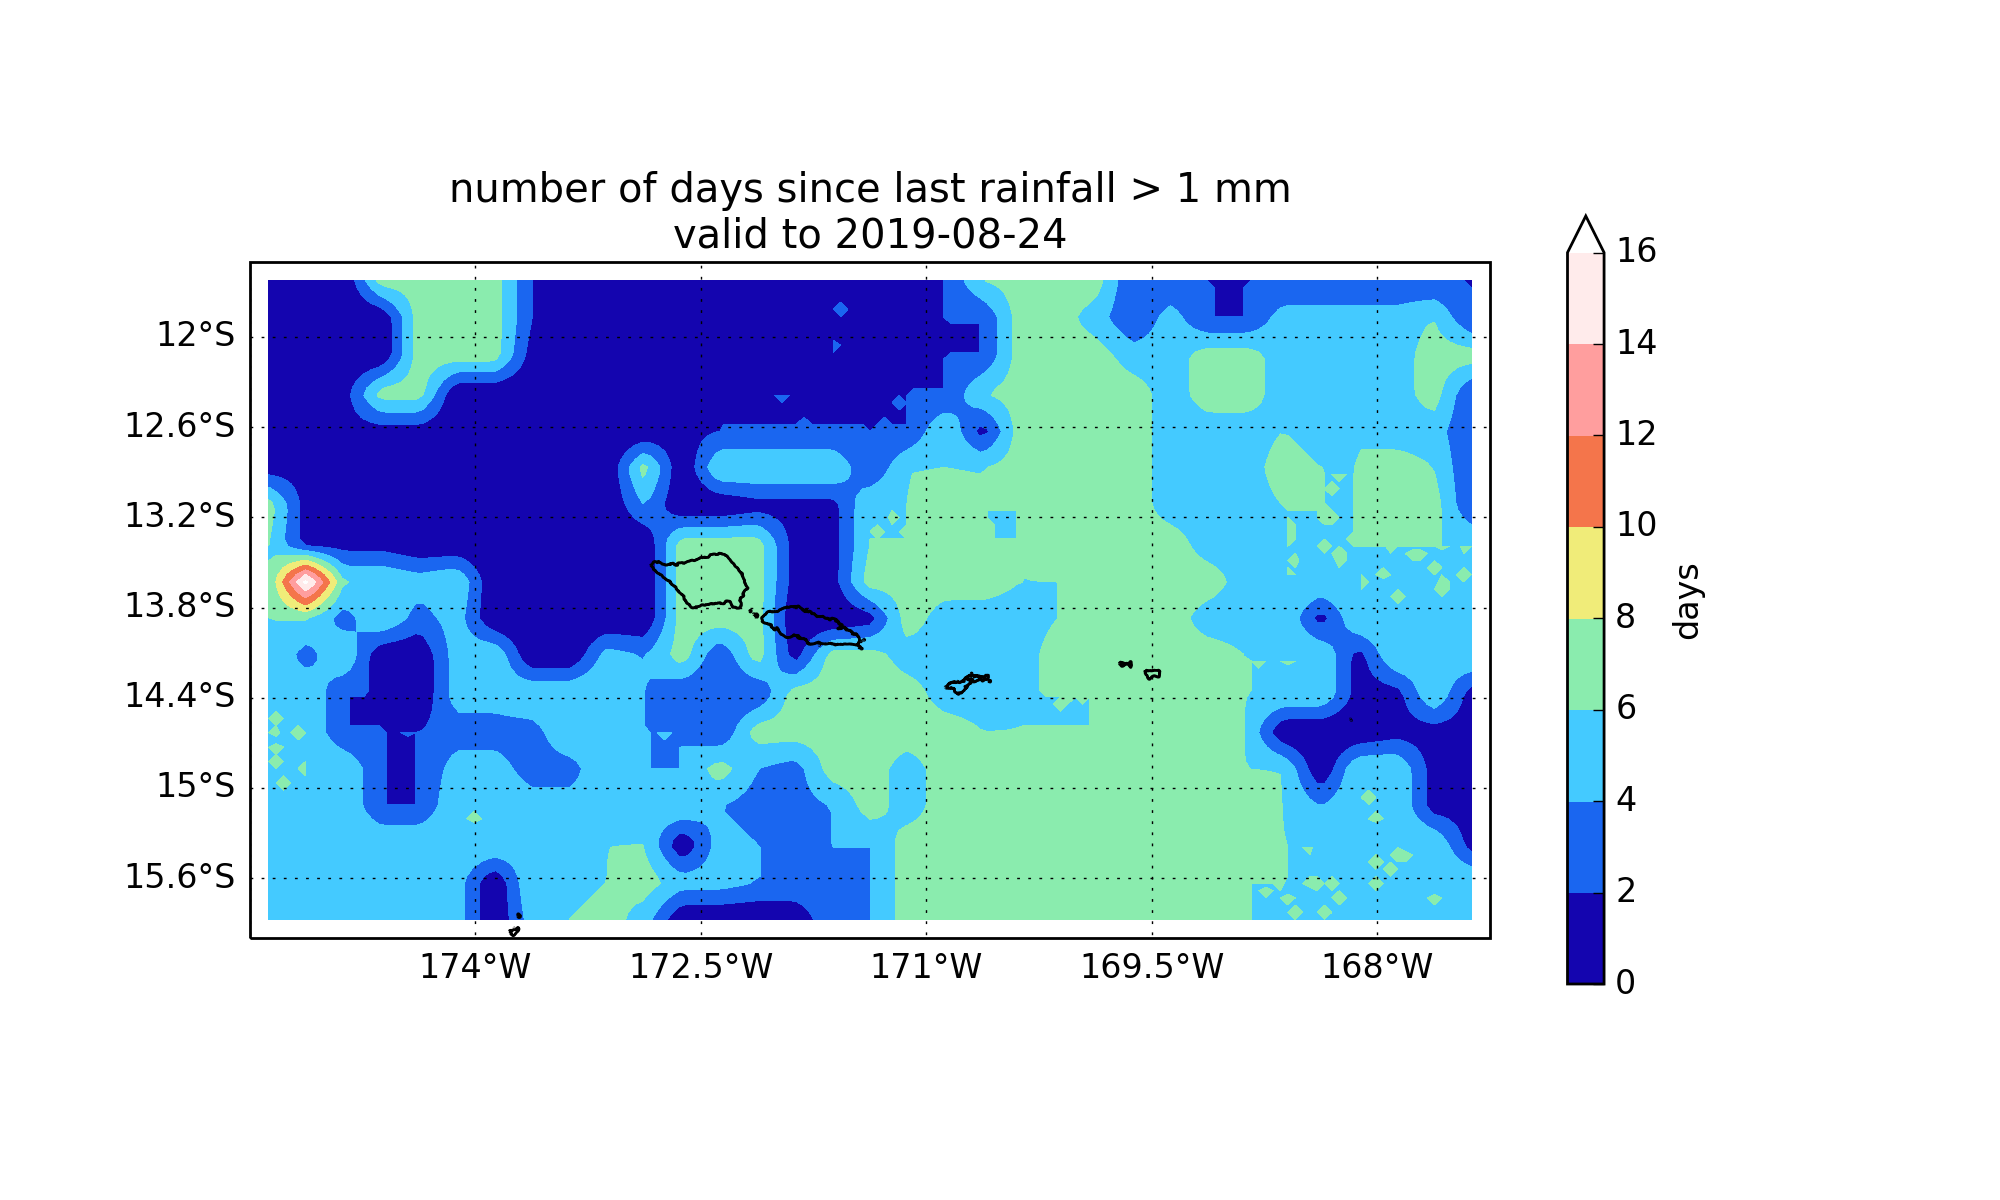 number of days since last rainfall > 1 mm
valid to 2019-08-24
12°S
12.6°S
13.2°S
13.8°S
14.4°S
15°S
15.6°S
174°W 172.5°W 171°W 169.5°W 168°W
16
14
12
10
8
6
4
2
0
days